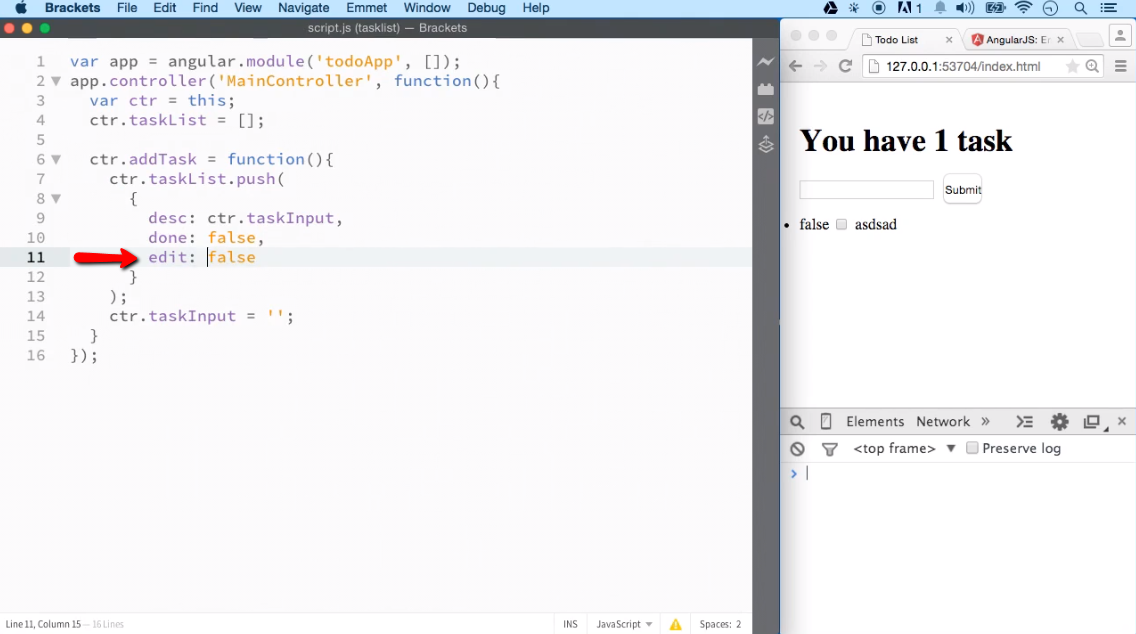 Brackets File Edit Find View Navigate Emmet Window Debug Help 1
script.js (tasklist) — Brackets
1 var app = angular.module('todoApp', []);
2 app.controller('MainController', function(){
3 var ctr = this;
4 ctr.taskList = [];
5
6 ctr.addTask = function(){
7 ctr.taskList.push(
8 {
9 desc: ctr.taskInput,
10 done: false,
11 edit: false
12 }
13 );
14 ctr.taskInput = '';
15 }
16 });
Line 11, Column 15 — 16 Lines
INS JavaScript Spaces: 2
Todo List × AngularJS: Er ×
127.0.0.1:53704/index.html
You have 1 task
Submit
false asdsad
Elements Network » ×
<top frame> ▼ Preserve log
>